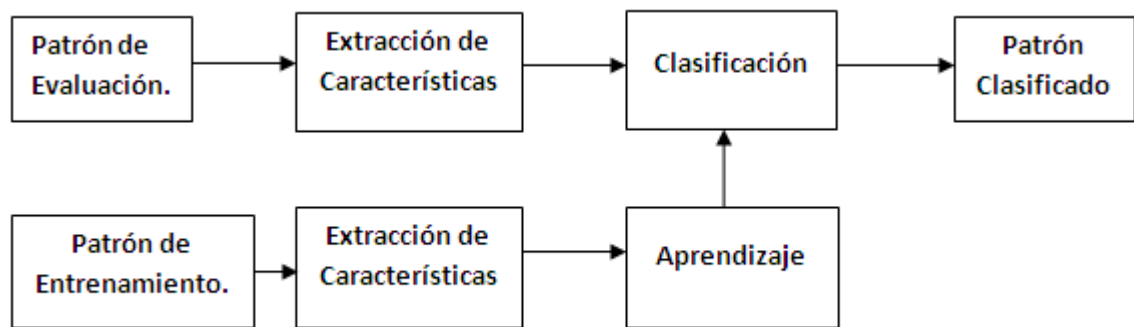 Patrón de
Evaluación.
Extracción de
Características
Clasificación
Patrón
Clasificado
Patrón de
Entrenamiento.
Extracción de
Características
Aprendizaje